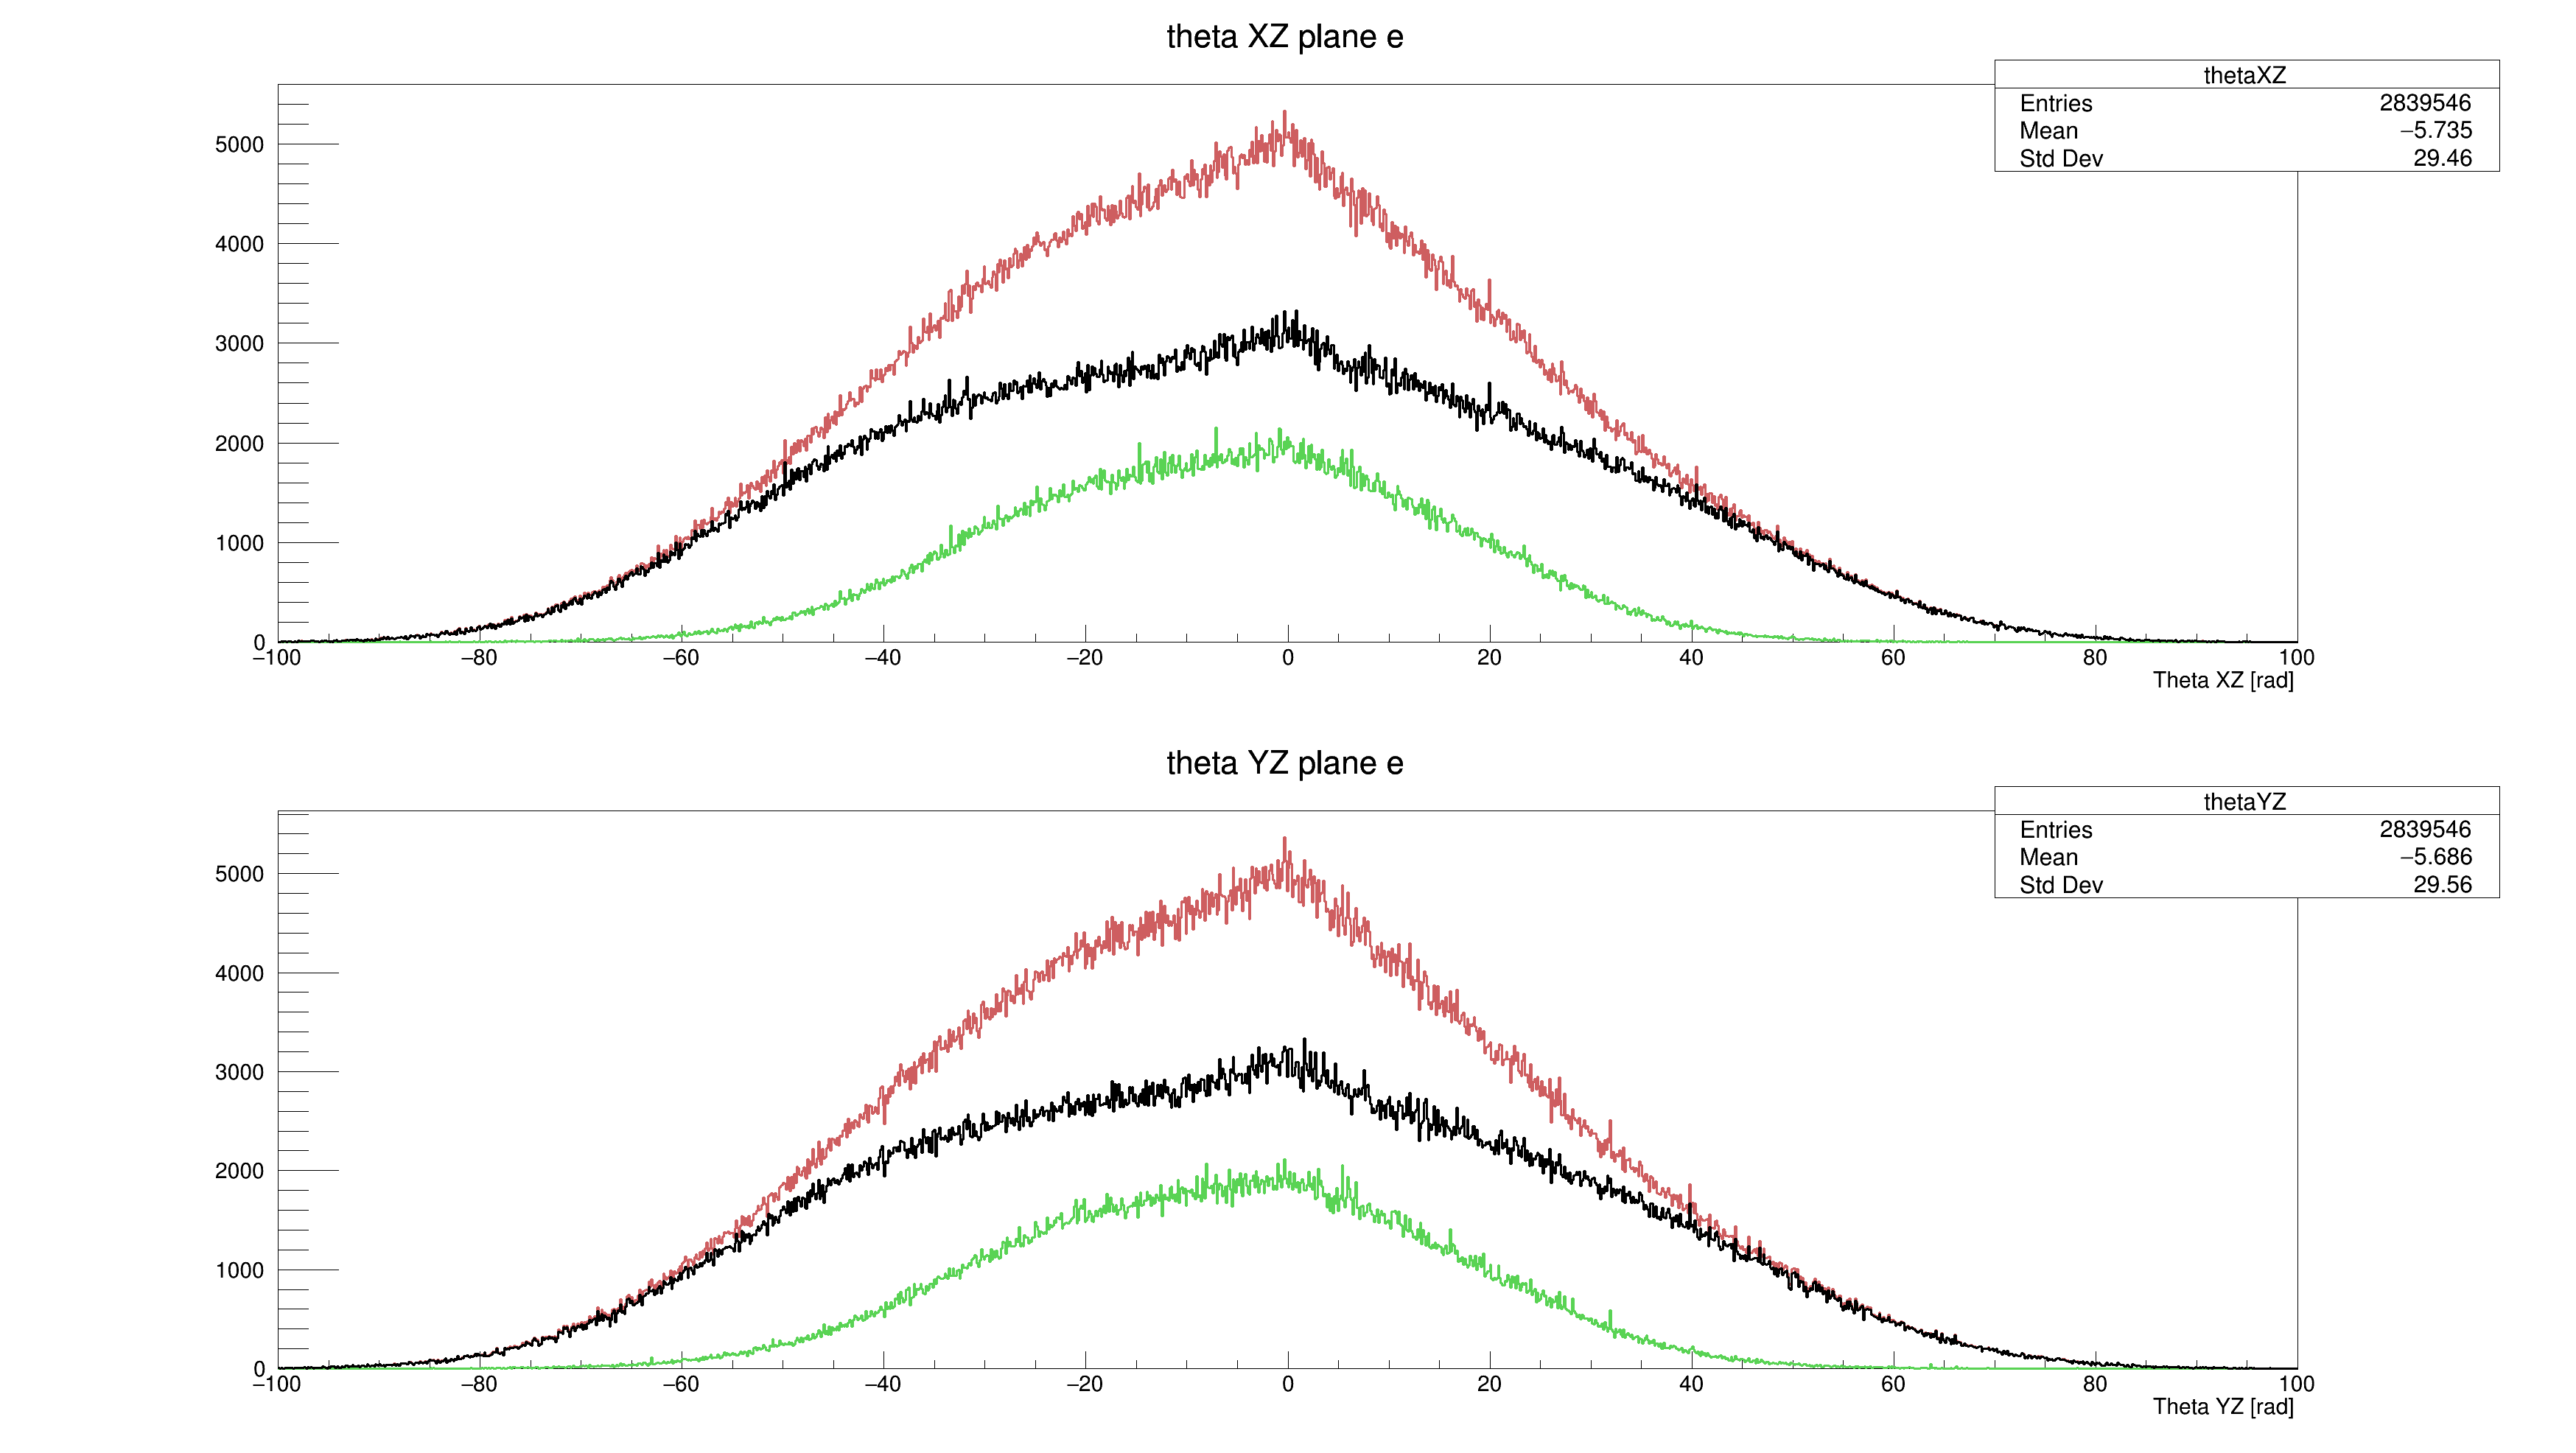 theta XZ plane e
thetaXZ
Entries 2839546
Mean −5.735
Std Dev 29.46
5000
4000
3000
2000
1000
0
−100 −80 −60 −40 −20 0 20 40 60 80 100
Theta XZ [rad]
theta YZ plane e
thetaYZ
Entries 2839546
Mean −5.686
Std Dev 29.56
5000
4000
3000
2000
1000
0
−100 −80 −60 −40 −20 0 20 40 60 80 100
Theta YZ [rad]